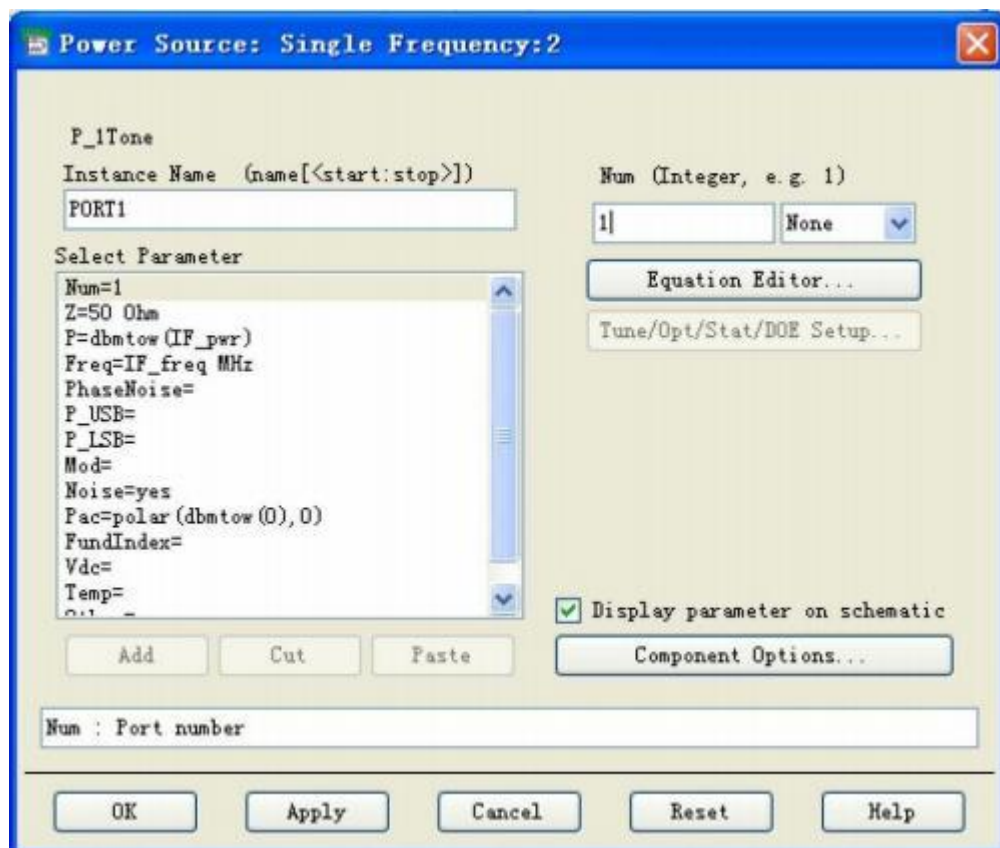 Power Source: Single Frequency:2
P_1Tone
Instance Name (name[<start:stop>])
PORT1
Select Parameter
Num=1
Z=50 Ohm
P=dbmtow(IF_pwr)
Freq=IF_freq MHz
PhaseNoise=
P_USB=
P_LSB=
Mod=
Noise=yes
Pac=polar(dbmtow(0),0)
FundIndex=
Vdc=
Temp=
Add Cut Paste
Num (Integer, e.g. 1)
1 None
Equation Editor...
Tune/Opt/Stat/DOE Setup...
Display parameter on schematic
Component Options...
Num : Port number
OK Apply Cancel Reset Help